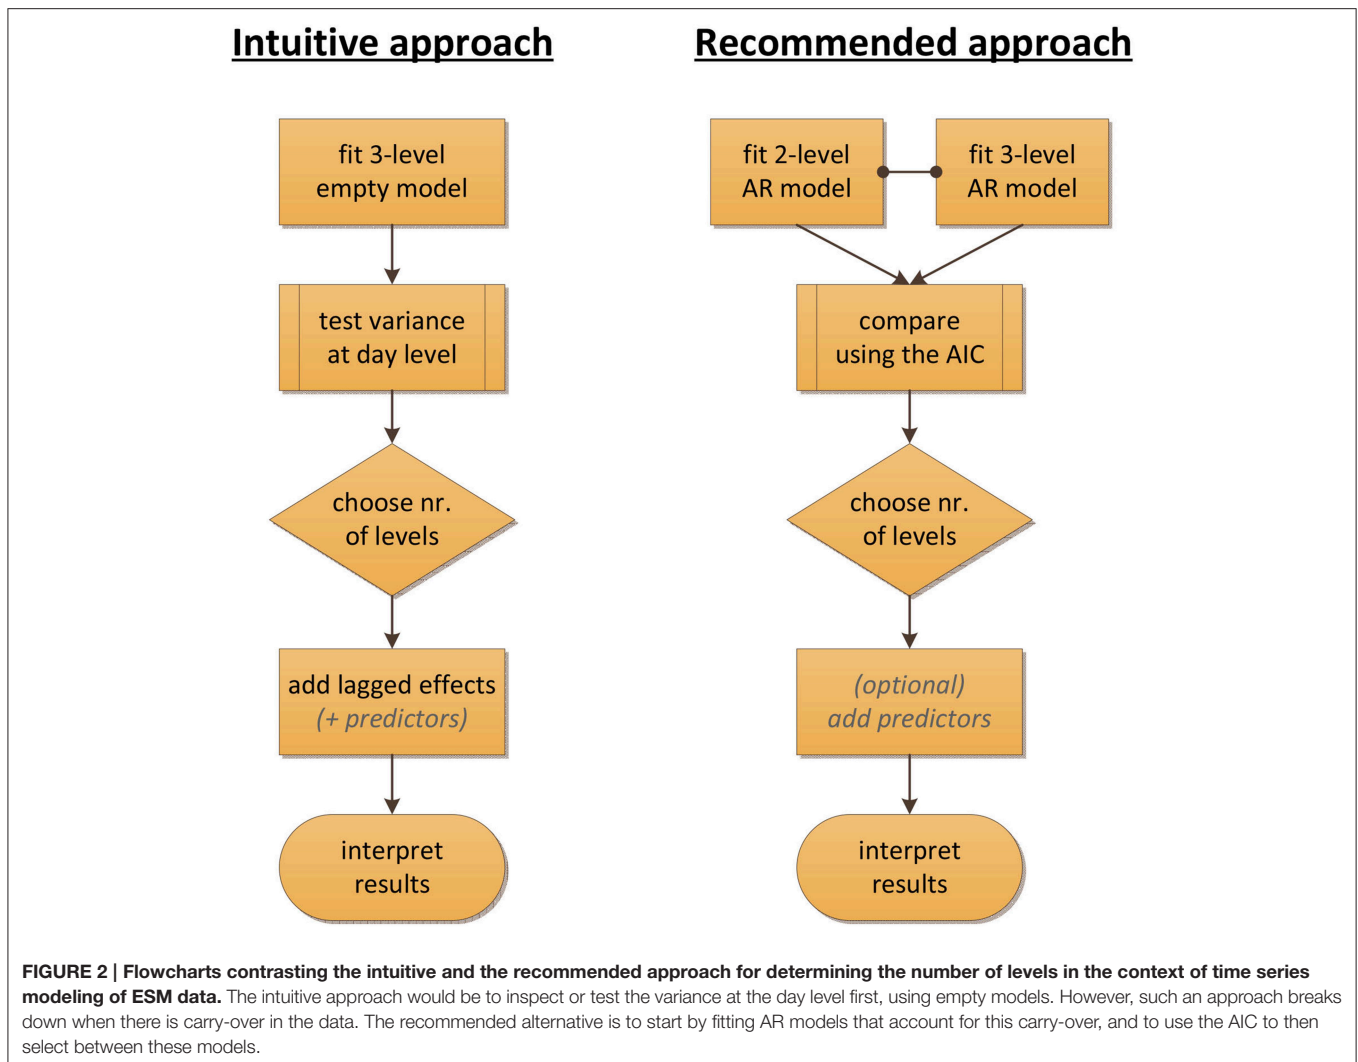 Intuitive approach
Recommended approach
fit 3-level
empty model
test variance
at day level
choose nr.
of levels
add lagged effects
(+ predictors)
interpret
results
fit 2-level
AR model
fit 3-level
AR model
compare
using the AIC
choose nr.
of levels
(optional)
add predictors
interpret
results
FIGURE 2 | Flowcharts contrasting the intuitive and the recommended approach for determining the number of levels in the context of time series
modeling of ESM data. The intuitive approach would be to inspect or test the variance at the day level first, using empty models. However, such an approach breaks
down when there is carry-over in the data. The recommended alternative is to start by fitting AR models that account for this carry-over, and to use the AIC to then
select between these models.